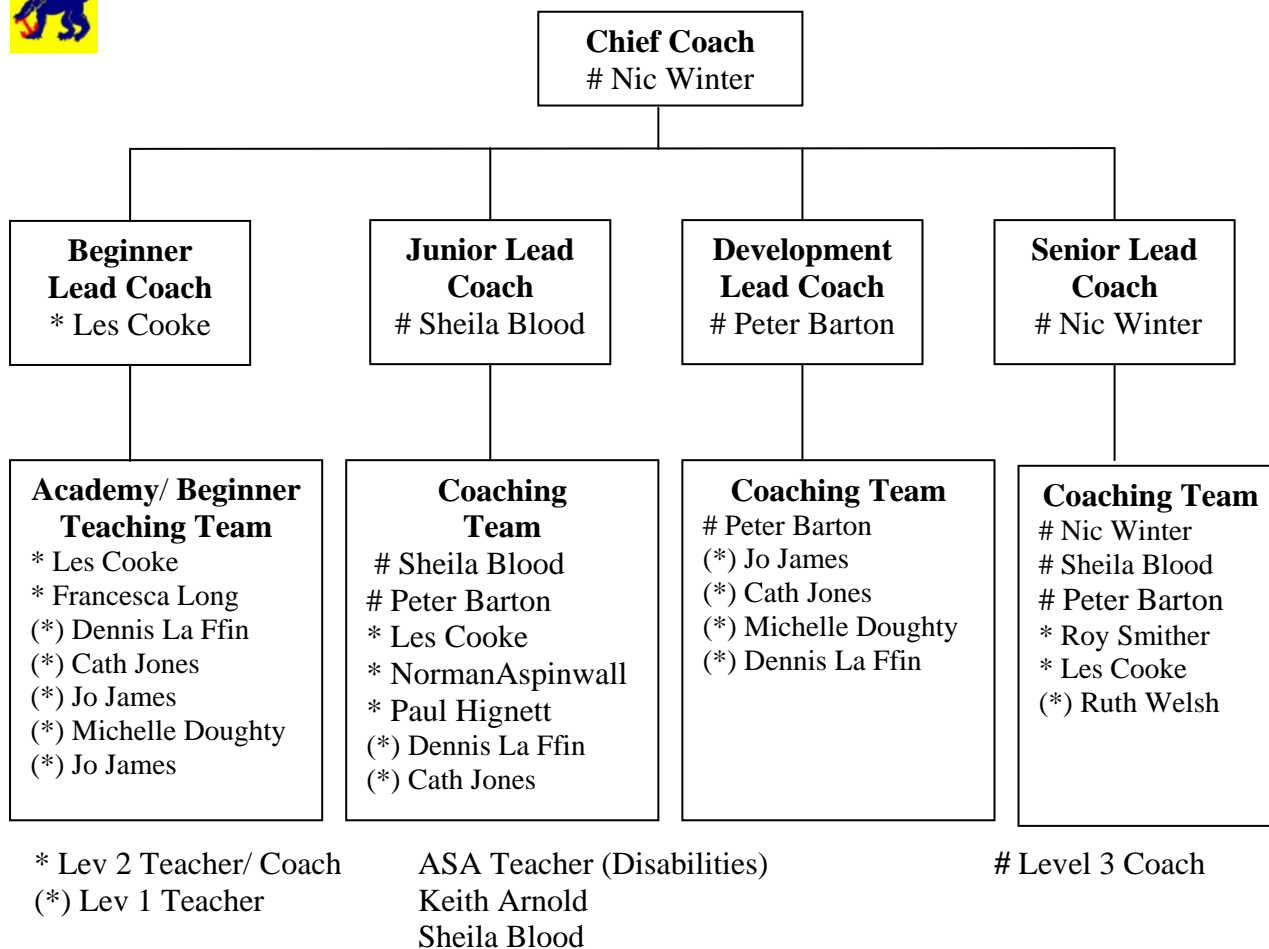 Chief Coach
# Nic Winter
Beginner
Lead Coach
* Les Cooke
Junior Lead
Coach
# Sheila Blood
Development
Lead Coach
# Peter Barton
Senior Lead
Coach
# Nic Winter
Academy/ Beginner
Teaching Team
* Les Cooke
* Francesca Long
(*) Dennis La Ffin
(*) Cath Jones
(*) Jo James
(*) Michelle Doughty
(*) Jo James
Coaching
Team
# Sheila Blood
# Peter Barton
* Les Cooke
* NormanAspinwall
* Paul Hignett
(*) Dennis La Ffin
(*) Cath Jones
Coaching Team
# Peter Barton
(*) Jo James
(*) Cath Jones
(*) Michelle Doughty
(*) Dennis La Ffin
Coaching Team
# Nic Winter
# Sheila Blood
# Peter Barton
* Roy Smither
* Les Cooke
(*) Ruth Welsh
* Lev 2 Teacher/ Coach
(*) Lev 1 Teacher
ASA Teacher (Disabilities)
Keith Arnold
Sheila Blood
# Level 3 Coach